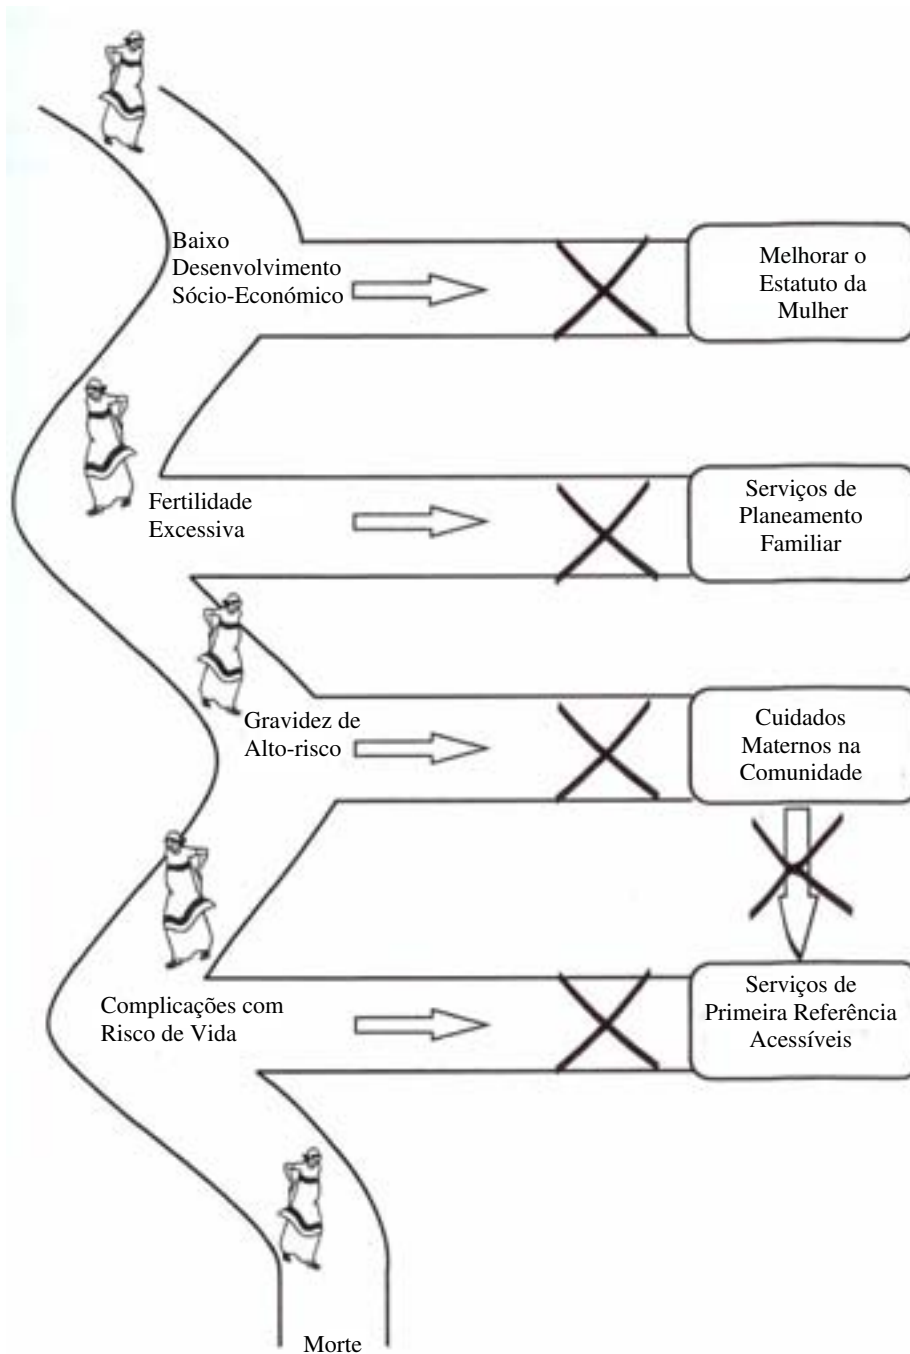 Baixo
Desenvolvimento
Sócio-Económico
Melhorar o
Estatuto da
Mulher
Fertilidade
Excessiva
Serviços de
Planeamento
Familiar
Gravidez de
Alto-risco
Cuidados
Maternos na
Comunidade
Complicações com
Risco de Vida
Serviços de
Primeira Referência
Acessíveis
Morte